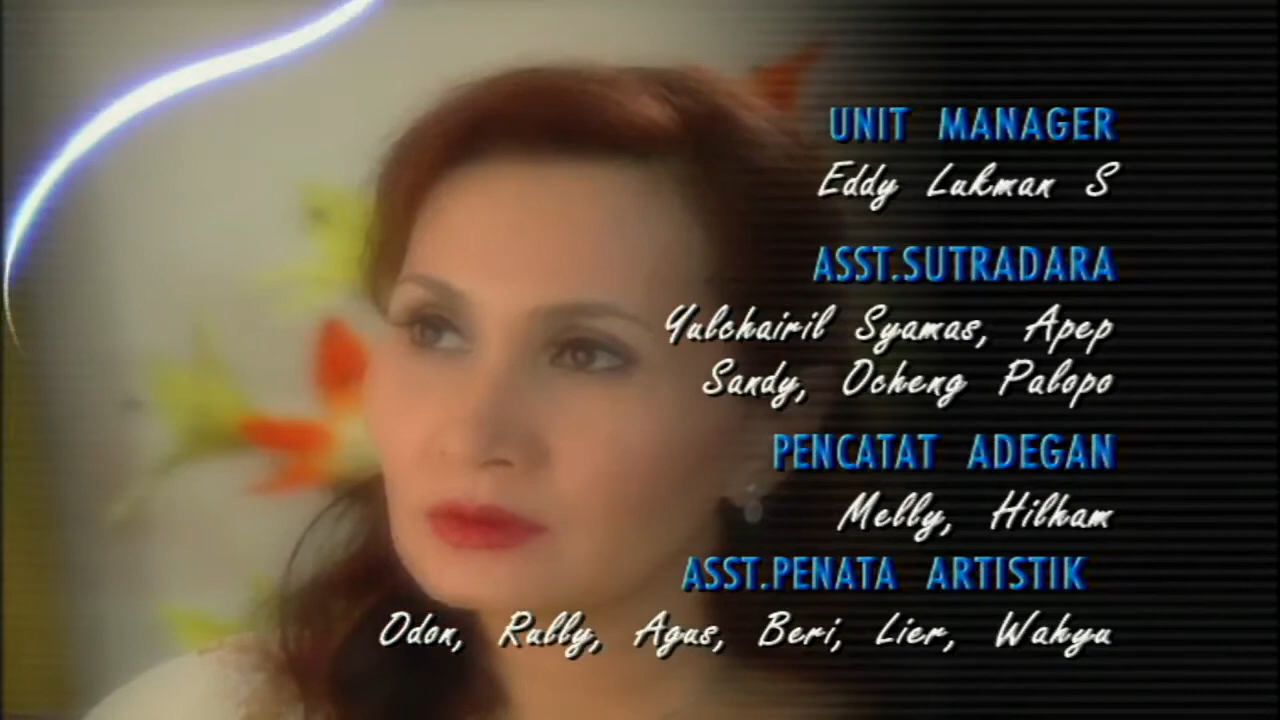 UNIT MANAGER
Eddy Lukman S
ASST.SUTRADARA
Yulchairil Syamas, Apep
Sandy, Ocheng Palopo
PENCATAT ADEGAN
Melly, Hilham
ASST.PENATA ARTISTIK
Odon, Rully, Agus, Beri, Lier, Wahyu